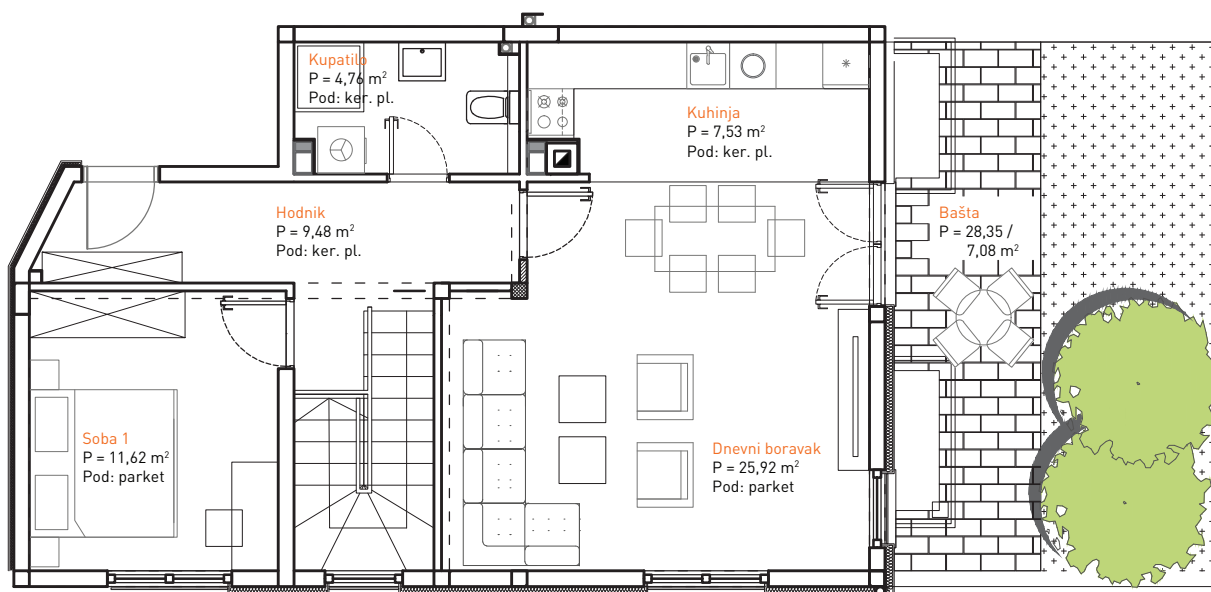 Kupatilo
P = 4,76 m²
Pod: ker. pl.
Kuhinja
P = 7,53 m²
Pod: ker. pl.
Hodnik
P = 9,48 m²
Pod: ker. pl.
Bašta
P = 28,35 /
7,08 m²
Soba 1
P = 11,62 m²
Pod: parket
Dnevni boravak
P = 25,92 m²
Pod: parket